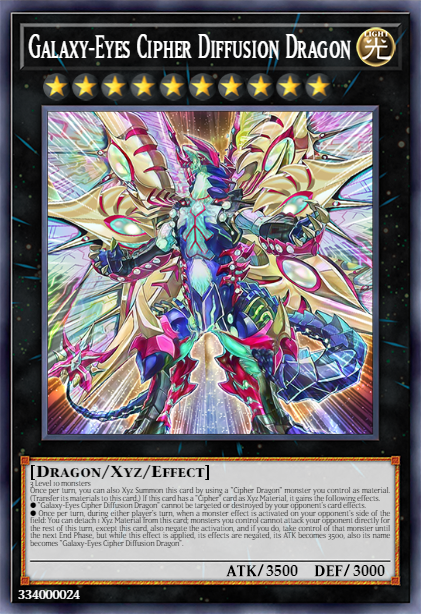 Galaxy-Eyes Cipher Diffusion Dragon
LIGHT
光
[Dragon/Xyz/Effect]
3 Level 10 monsters
Once per turn, you can also Xyz Summon this card by using a "Cipher Dragon" monster you control as material.
(Transfer its materials to this card.) If this card has a "Cipher" card as Xyz Material, it gains the following effects.
● "Galaxy-Eyes Cipher Diffusion Dragon" cannot be targeted or destroyed by your opponent's card effects.
● Once per turn, during either player's turn, when a monster effect is activated on your opponent's side of the
field: You can detach 1 Xyz Material from this card; monsters you control cannot attack your opponent directly for
the rest of this turn, except this card, also negate the activation, and if you do, take control of that monster until
the next End Phase, but while this effect is applied, its effects are negated, its ATK becomes 3500, also its name
becomes "Galaxy-Eyes Cipher Diffusion Dragon".
ATK/3500 DEF/3000
334000024